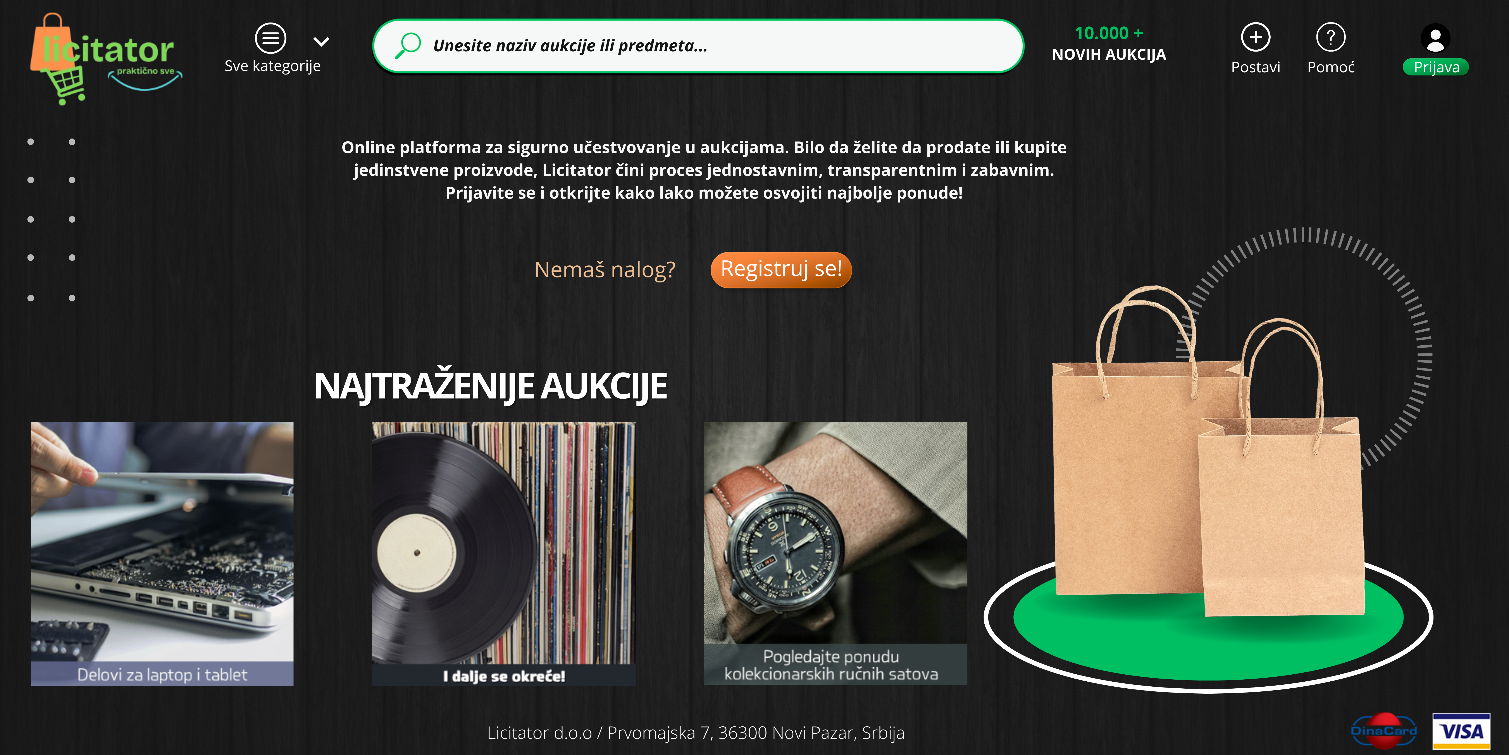 licitator
praktično sve
Sve kategorije
Unesite naziv aukcije ili predmeta...
10.000 +
NOVIH AUKCIJA
Postavi
Pomoć
Prijava
Online platforma za sigurno učestvovanje u aukcijama. Bilo da želite da prodate ili kupite
jedinstvene proizvode, Licitator čini proces jednostavnim, transparentnim i zabavnim.
Prijavite se i otkrijte kako lako možete osvojiti najbolje ponude!
Nemaš nalog?
Registruj se!
NAJTRAŽENIJE AUKCIJE
Delovi za laptop i tablet
I dalje se okreće!
Pogledajte ponudu
kolekcionarskih ručnih satova
Licitator d.o.o / Prvomajska 7, 36300 Novi Pazar, Srbija
DinaCard
VISA